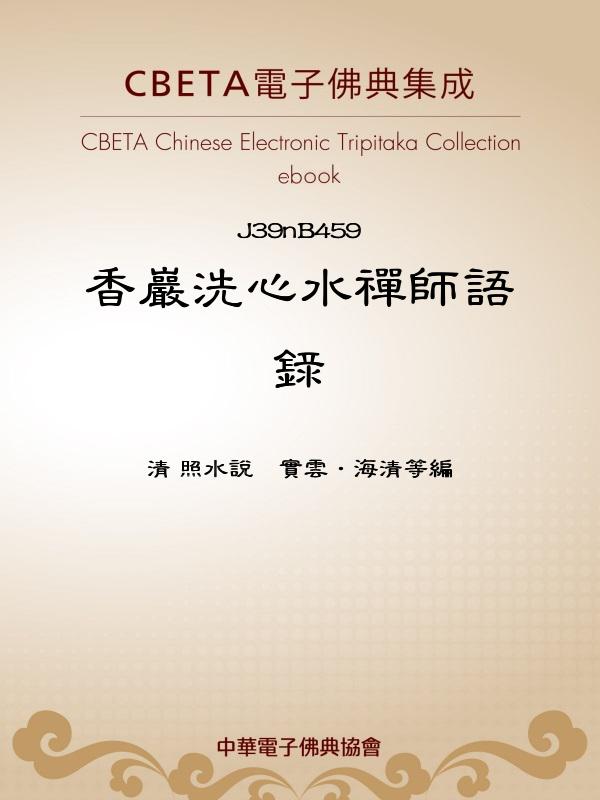 CBETA電子佛典集成
CBETA Chinese Electronic Tripitaka Collection
ebook
J39nB459
香巖洗心水禪師語
錄
清 照水說　實雲．海清等編
中華電子佛典協會